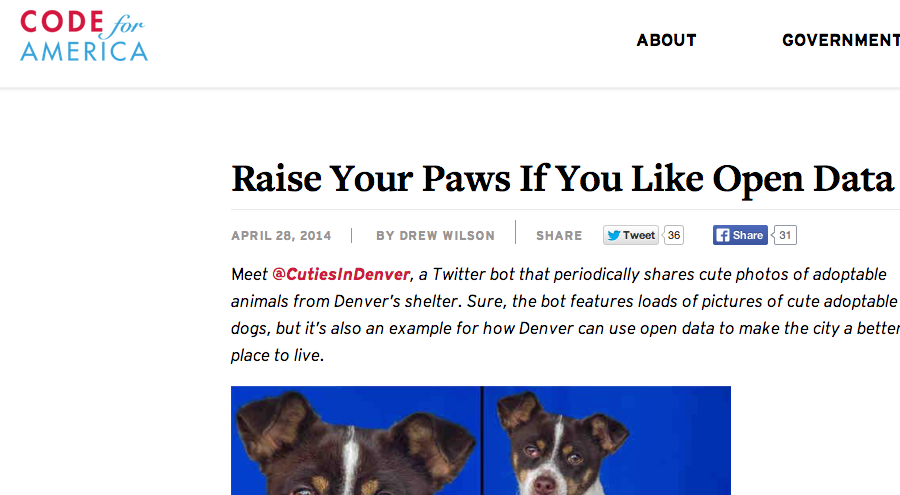 CODE for
AMERICA
ABOUT
GOVERNMENT
Raise Your Paws If You Like Open Data
APRIL 28, 2014 | BY DREW WILSON | SHARE Tweet 36 Share 31
Meet @CutiesInDenver, a Twitter bot that periodically shares cute photos of adoptable
animals from Denver's shelter. Sure, the bot features loads of pictures of cute adoptable
dogs, but it's also an example for how Denver can use open data to make the city a better
place to live.